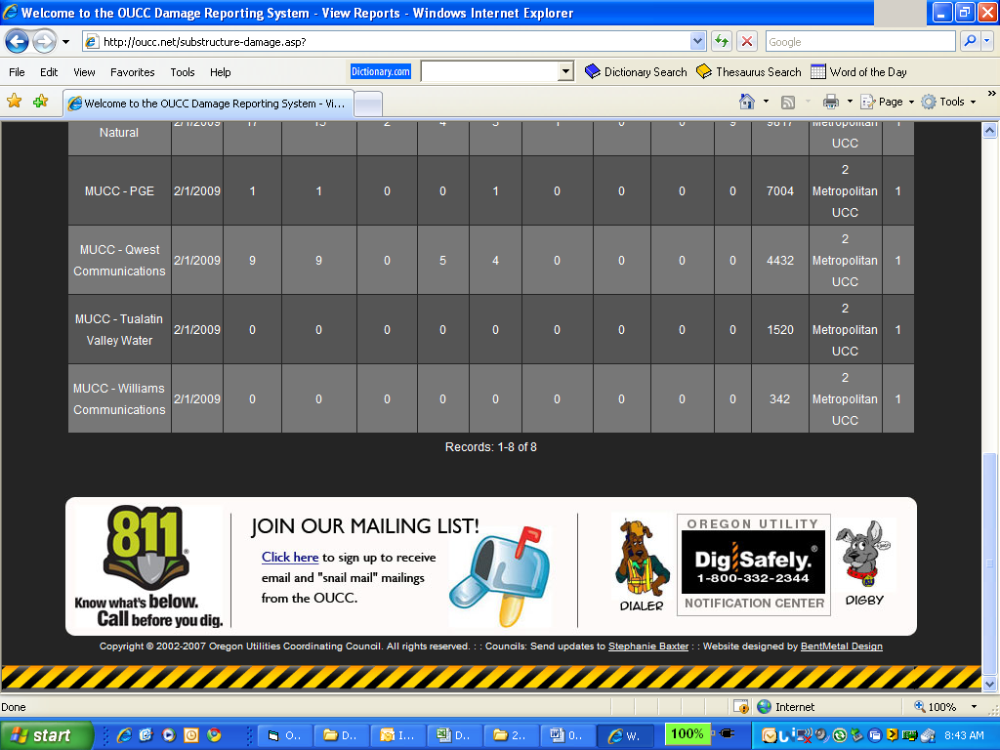 Welcome to the OUCC Damage Reporting System - View Reports - Windows Internet Explorer
http://oucc.net/substructure-damage.asp?
Google
File Edit View Favorites Tools Help
Dictionary.com
Dictionary Search Thesaurus Search Word of the Day
Welcome to the OUCC Damage Reporting System - Vi...
Page Tools
Natural 2/1/2009 17 15 2 4 3 1 0 0 9 9817 Metropolitan UCC 1
MUCC - PGE 2/1/2009 1 1 0 0 1 0 0 0 0 7004 2 Metropolitan UCC 1
MUCC - Qwest Communications 2/1/2009 9 9 0 5 4 0 0 0 0 4432 2 Metropolitan UCC 1
MUCC - Tualatin Valley Water 2/1/2009 0 0 0 0 0 0 0 0 0 1520 2 Metropolitan UCC 1
MUCC - Williams Communications 2/1/2009 0 0 0 0 0 0 0 0 0 342 2 Metropolitan UCC 1
Records: 1-8 of 8
811
Know what's below.
Call before you dig.
JOIN OUR MAILING LIST!
Click here to sign up to receive
email and "snail mail" mailings
from the OUCC.
DIALER
OREGON UTILITY
Dig Safely.®
1-800-332-2344
NOTIFICATION CENTER
DIGBY
Copyright © 2002-2007 Oregon Utilities Coordinating Council. All rights reserved. : : Councils: Send updates to Stephanie Baxter : : Website designed by BentMetal Design
Done
Internet
100%
start
O...
D...
I...
D...
2...
0...
W...
100%
8:43 AM